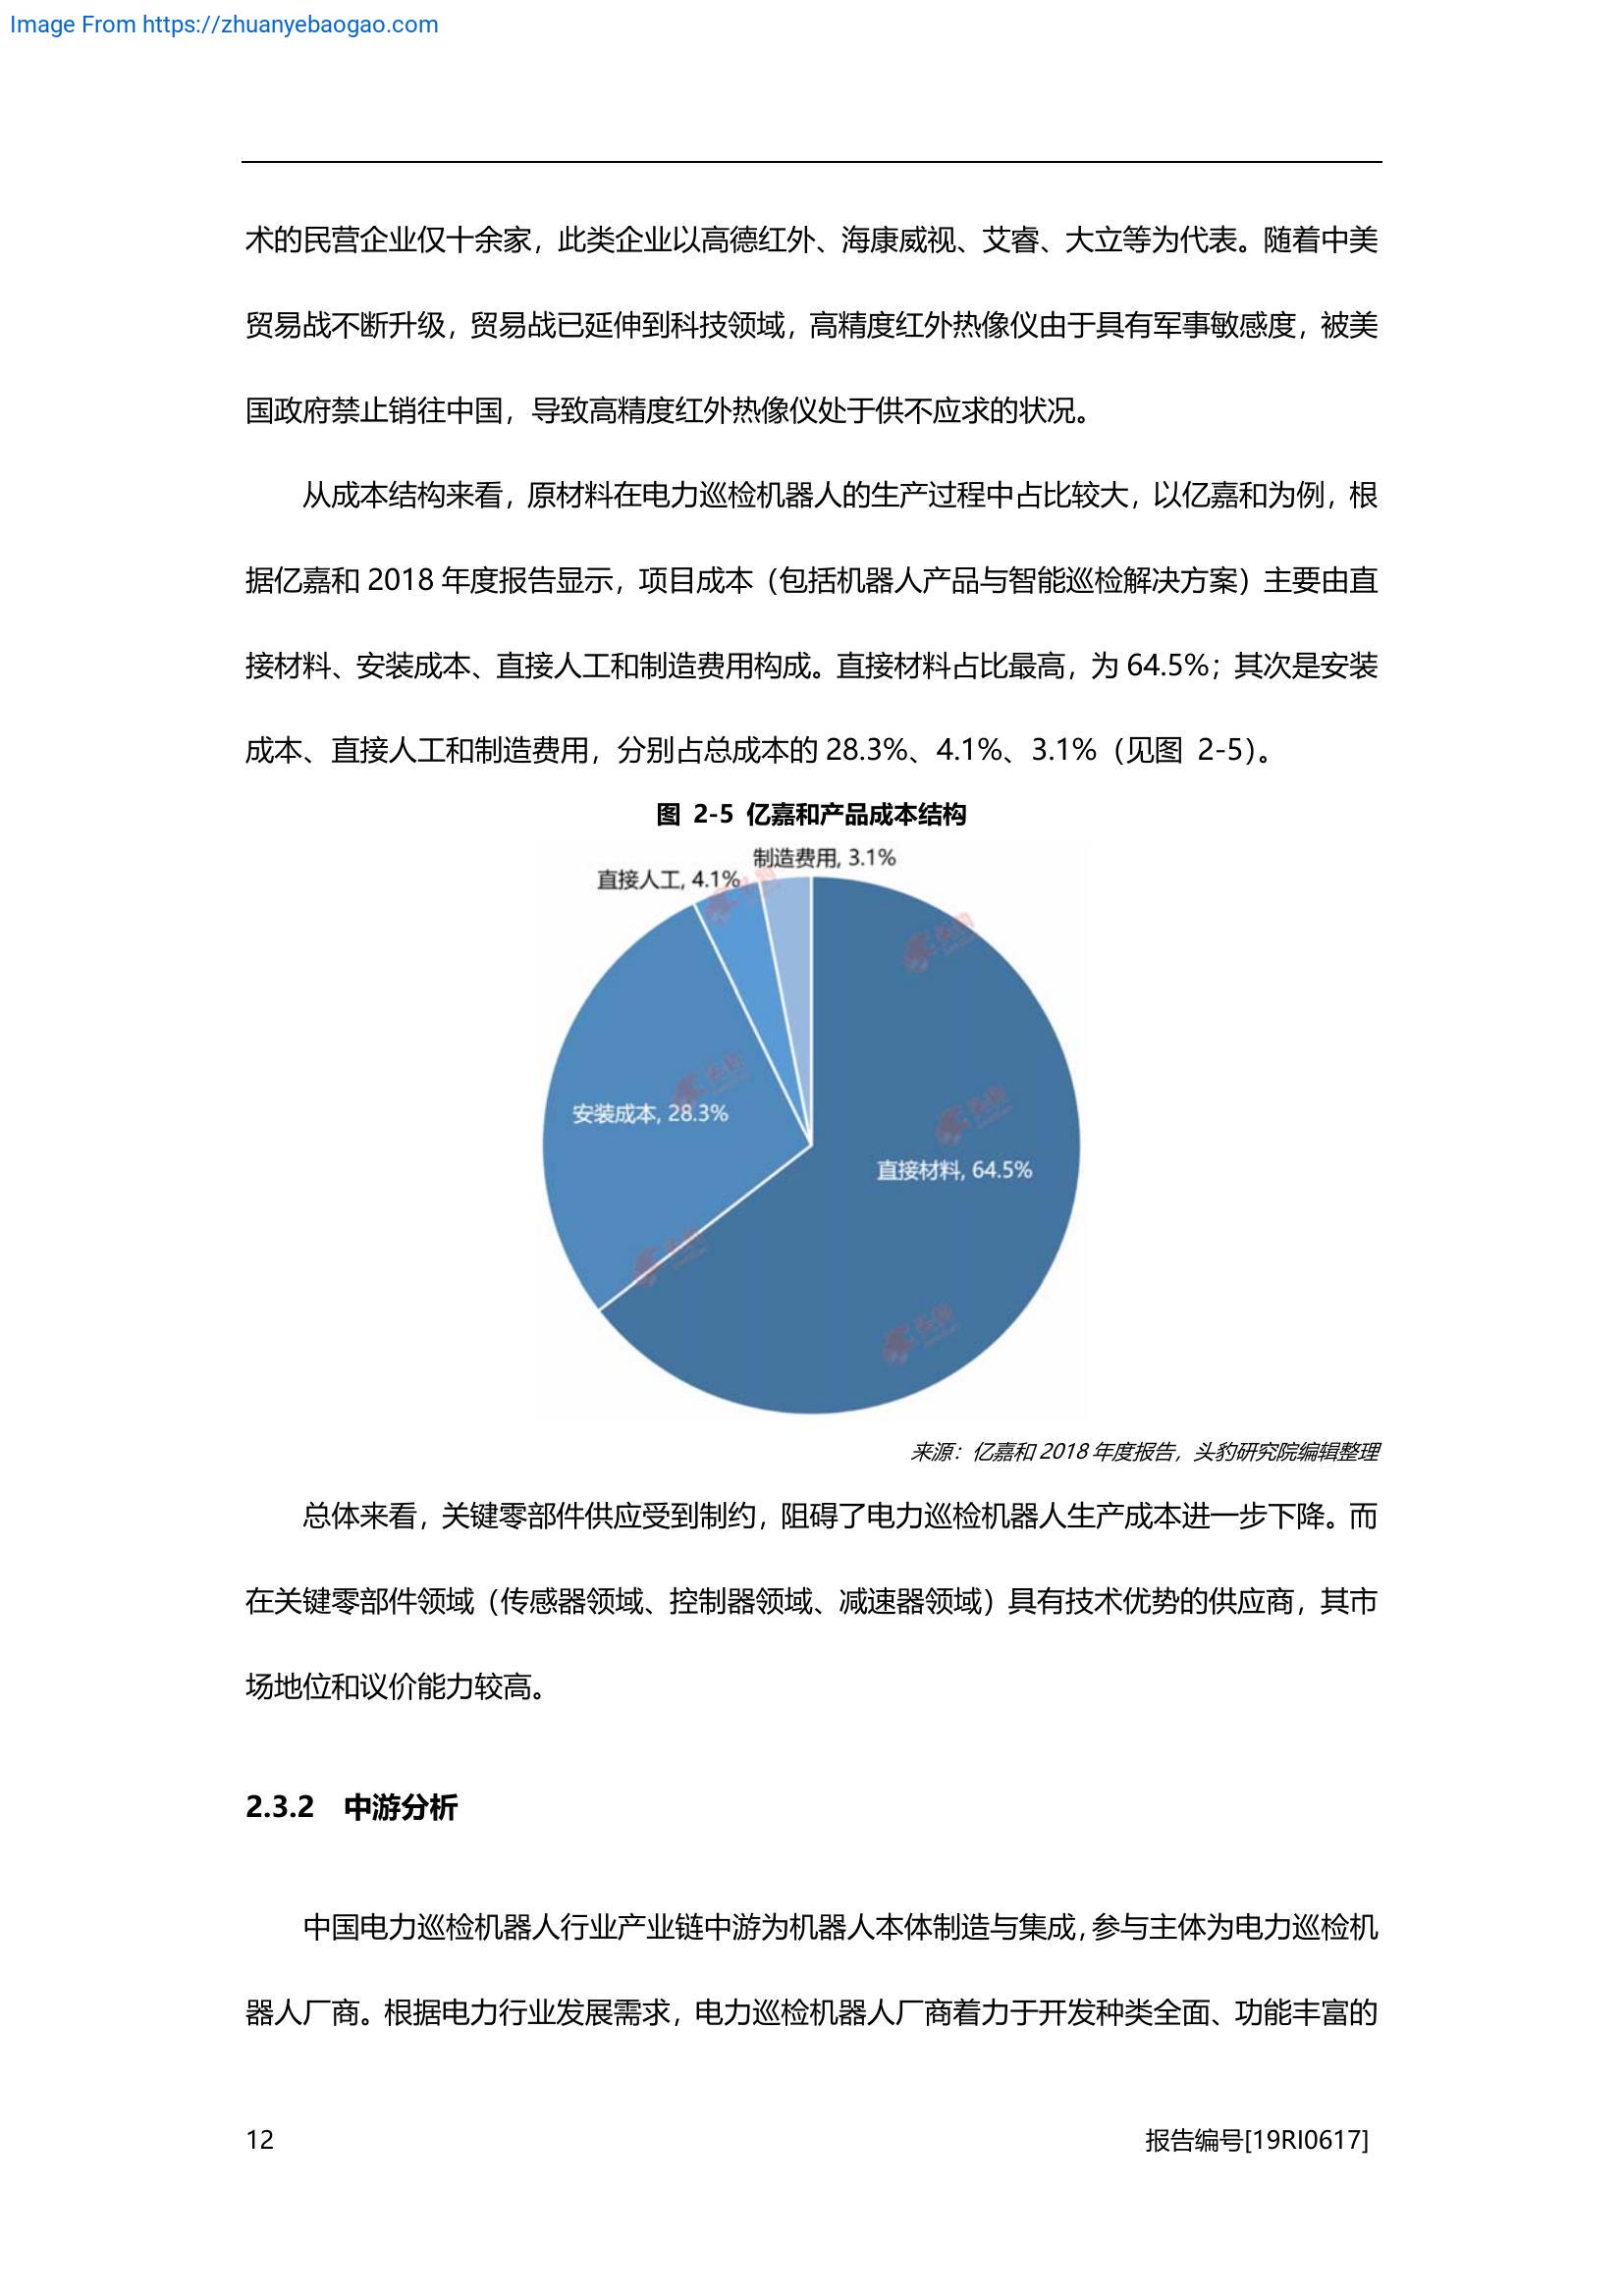 Image From https://zhuanyebaogao.com
术的民营企业仅十余家，此类企业以高德红外、海康威视、艾睿、大立等为代表。随着中美
贸易战不断升级，贸易战已延伸到科技领域，高精度红外热像仪由于具有军事敏感度，被美
国政府禁止销往中国，导致高精度红外热像仪处于供不应求的状况。
从成本结构来看，原材料在电力巡检机器人的生产过程中占比较大，以亿嘉和为例，根
据亿嘉和 2018 年度报告显示，项目成本（包括机器人产品与智能巡检解决方案）主要由直
接材料、安装成本、直接人工和制造费用构成。直接材料占比最高，为 64.5%；其次是安装
成本、直接人工和制造费用，分别占总成本的 28.3%、4.1%、3.1%（见图 2-5）。
图 2-5 亿嘉和产品成本结构
制造费用, 3.1%
直接人工, 4.1%
安装成本, 28.3%
直接材料, 64.5%
来源：亿嘉和 2018 年度报告，头豹研究院编辑整理
总体来看，关键零部件供应受到制约，阻碍了电力巡检机器人生产成本进一步下降。而
在关键零部件领域（传感器领域、控制器领域、减速器领域）具有技术优势的供应商，其市
场地位和议价能力较高。
2.3.2 中游分析
中国电力巡检机器人行业产业链中游为机器人本体制造与集成，参与主体为电力巡检机
器人厂商。根据电力行业发展需求，电力巡检机器人厂商着力于开发种类全面、功能丰富的
12
报告编号[19RI0617]